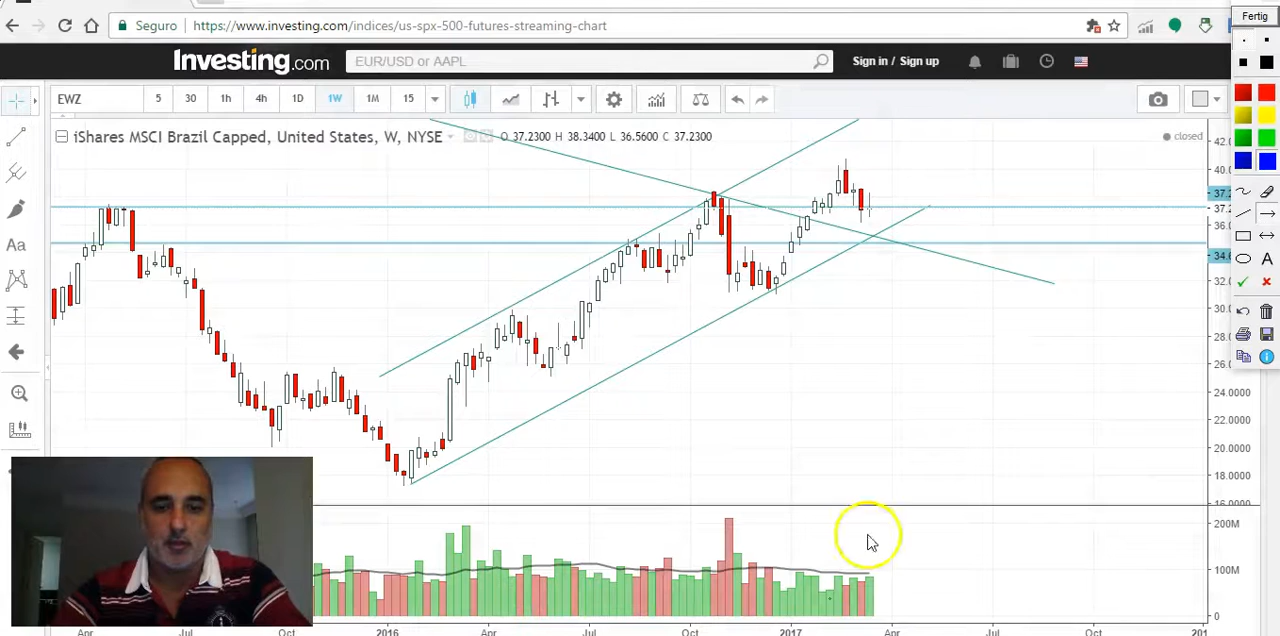 Seguro https://www.investing.com/indices/us-spx-500-futures-streaming-chart
Fertig
Investing.com
EUR/USD or AAPL
Sign in / Sign up
EWZ 5 30 1h 4h 1D 1W 1M 15
Aa
iShares MSCI Brazil Capped, United States, W, NYSE O 37.2300 H 38.3400 L 36.5600 C 37.2300
closed
42.
40.
37.2
37.2
36.0
34.6
32.0
30.0
28.0
26.0
24.0000
22.0000
20.0000
18.0000
16.0000
200M
100M
0
A
Apr Jul Oct 2016 Apr Jul Oct 2017 Apr Jul Oct